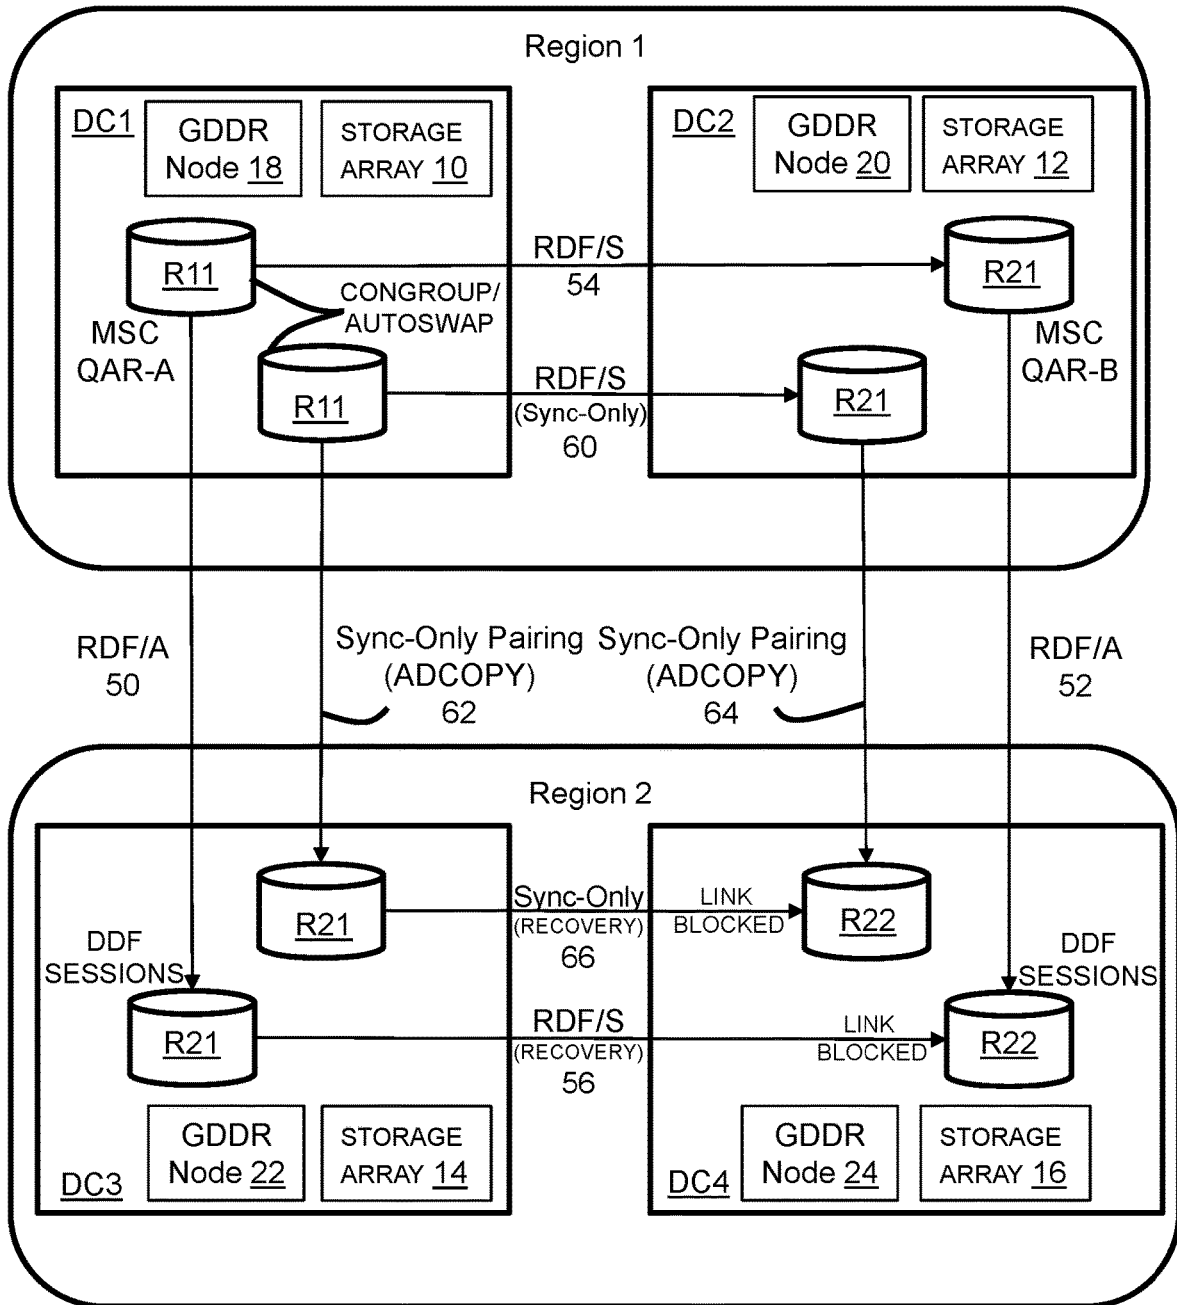 Region 1
DC1
GDDR
Node 18
STORAGE
ARRAY 10
DC2
GDDR
Node 20
STORAGE
ARRAY 12
R11
RDF/S
54
R21
CONGROUP/
AUTOSWAP
MSC
QAR-A
MSC
QAR-B
R11
RDF/S
(Sync-Only)
60
R21
RDF/A
50
Sync-Only Pairing
(ADCOPY)
62
Sync-Only Pairing
(ADCOPY)
64
RDF/A
52
Region 2
R21
Sync-Only
(RECOVERY)
66
LINK
BLOCKED
R22
DDF
SESSIONS
DDF
SESSIONS
R21
RDF/S
(RECOVERY)
56
LINK
BLOCKED
R22
DC3
GDDR
Node 22
STORAGE
ARRAY 14
DC4
GDDR
Node 24
STORAGE
ARRAY 16